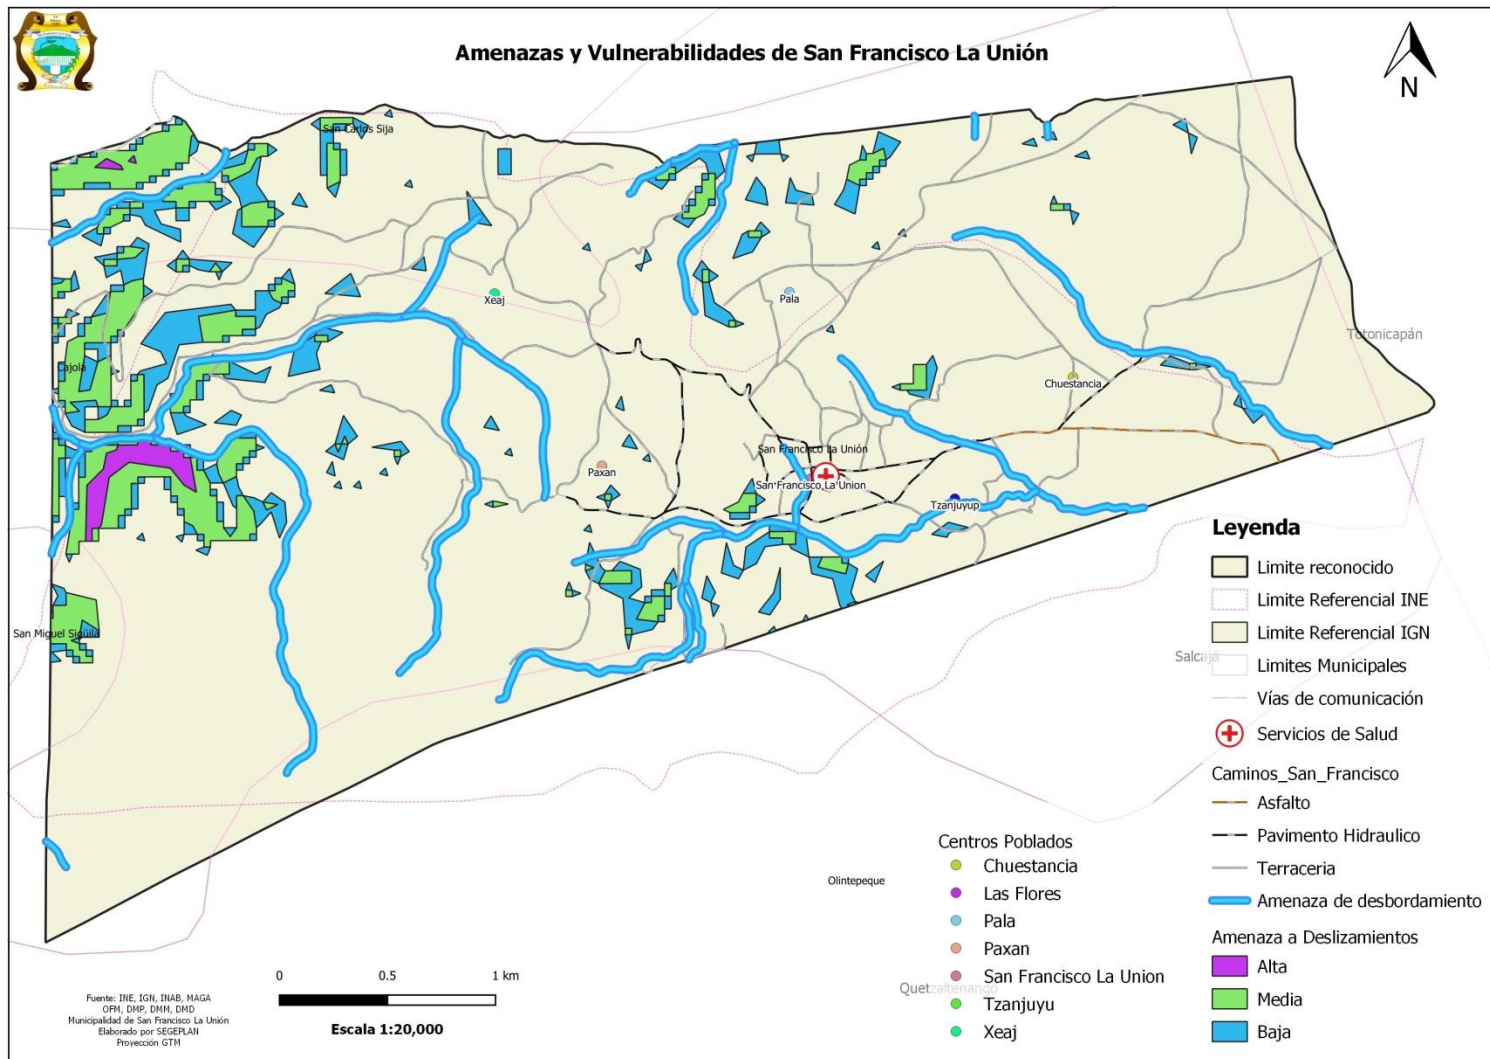 Amenazas y Vulnerabilidades de San Francisco La Unión
N
San Carlos Sija
Xeaj
Pala
Totonicapán
Cajola
Chuestancia
San Francisco La Unión
Paxan
San Francisco La Union
Tzanjuyup
San Miguel Sigüila
Salcajá
Olintepeque
Quetzaltenango
Leyenda
Limite reconocido
Limite Referencial INE
Limite Referencial IGN
Limites Municipales
Vías de comunicación
Servicios de Salud
Caminos_San_Francisco
Asfalto
Pavimento Hidraulico
Terraceria
Amenaza de desbordamiento
Amenaza a Deslizamientos
Alta
Media
Baja
Centros Poblados
Chuestancia
Las Flores
Pala
Paxan
San Francisco La Union
Tzanjuyu
Xeaj
0 0.5 1 km
Escala 1:20,000
Fuente: INE, IGN, INAB, MAGA
OFM, DMP, DMM, DMD
Municipalidad de San Francisco La Unión
Elaborado por SEGEPLAN
Proyección GTM